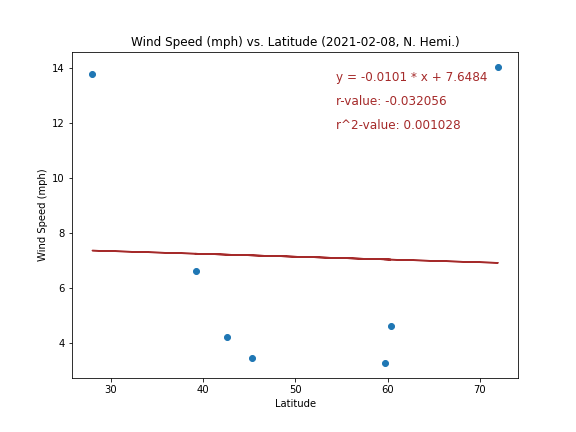 Wind Speed (mph) vs. Latitude (2021-02-08, N. Hemi.)
14
12
10
8
6
4
Wind Speed (mph)
y = -0.0101 * x + 7.6484
r-value: -0.032056
r^2-value: 0.001028
30 40 50 60 70
Latitude